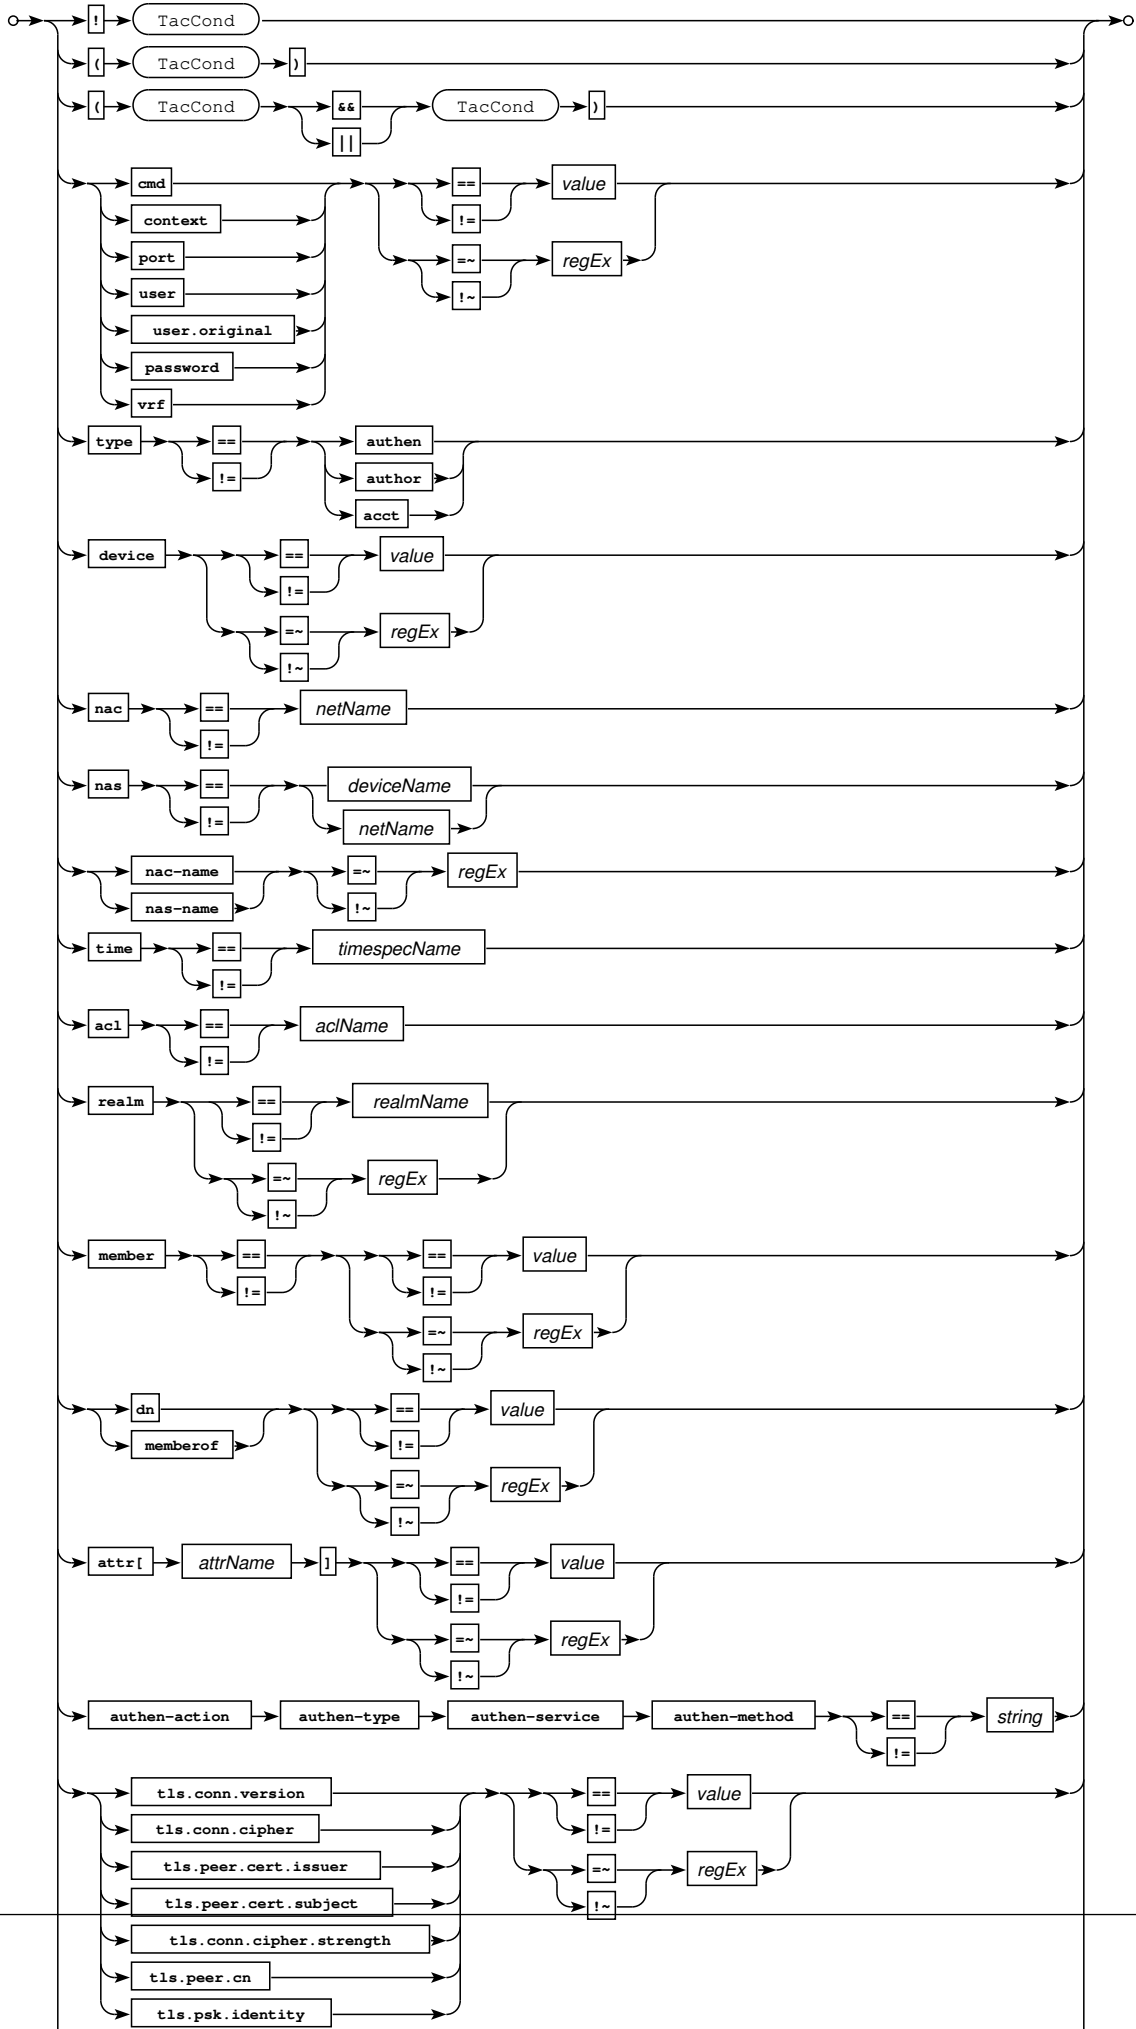 ! TacCond
( TacCond )
( TacCond && TacCond )
||
cmd == value
context !=
port =~ regEx
user !~
user.original
password
vrf
type == authen
!= author
acct
device == value
!=
=~ regEx
!~
nac == netName
!=
nas == deviceName
!= netName
nac-name =~ regEx
nas-name !~
time == timespecName
!=
acl == aclName
!=
realm == realmName
!=
=~ regEx
!~
member == == value
!= !=
=~ regEx
!~
dn == value
memberof !=
=~ regEx
!~
attr[ attrName ] == value
!=
=~ regEx
!~
authen-action authen-type authen-service authen-method == string
!=
tls.conn.version == value
tls.conn.cipher !=
tls.peer.cert.issuer =~ regEx
tls.peer.cert.subject !~
tls.conn.cipher.strength
tls.peer.cn
tls.psk.identity